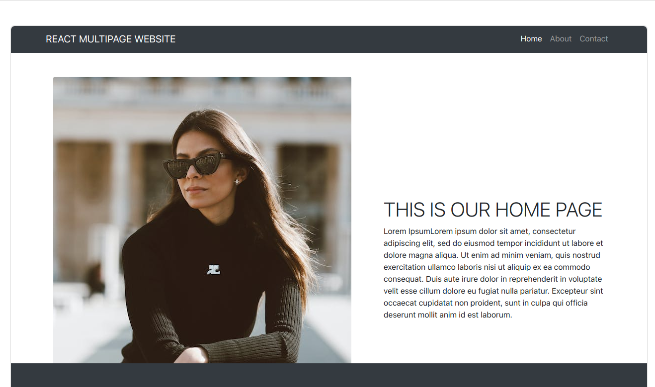 REACT MULTIPAGE WEBSITE
Home About Contact
THIS IS OUR HOME PAGE
Lorem IpsumLorem ipsum dolor sit amet, consectetur
adipiscing elit, sed do eiusmod tempor incididunt ut labore et
dolore magna aliqua. Ut enim ad minim veniam, quis nostrud
exercitation ullamco laboris nisi ut aliquip ex ea commodo
consequat. Duis aute irure dolor in reprehenderit in voluptate
velit esse cillum dolore eu fugiat nulla pariatur. Excepteur sint
occaecat cupidatat non proident, sunt in culpa qui officia
deserunt mollit anim id est laborum.